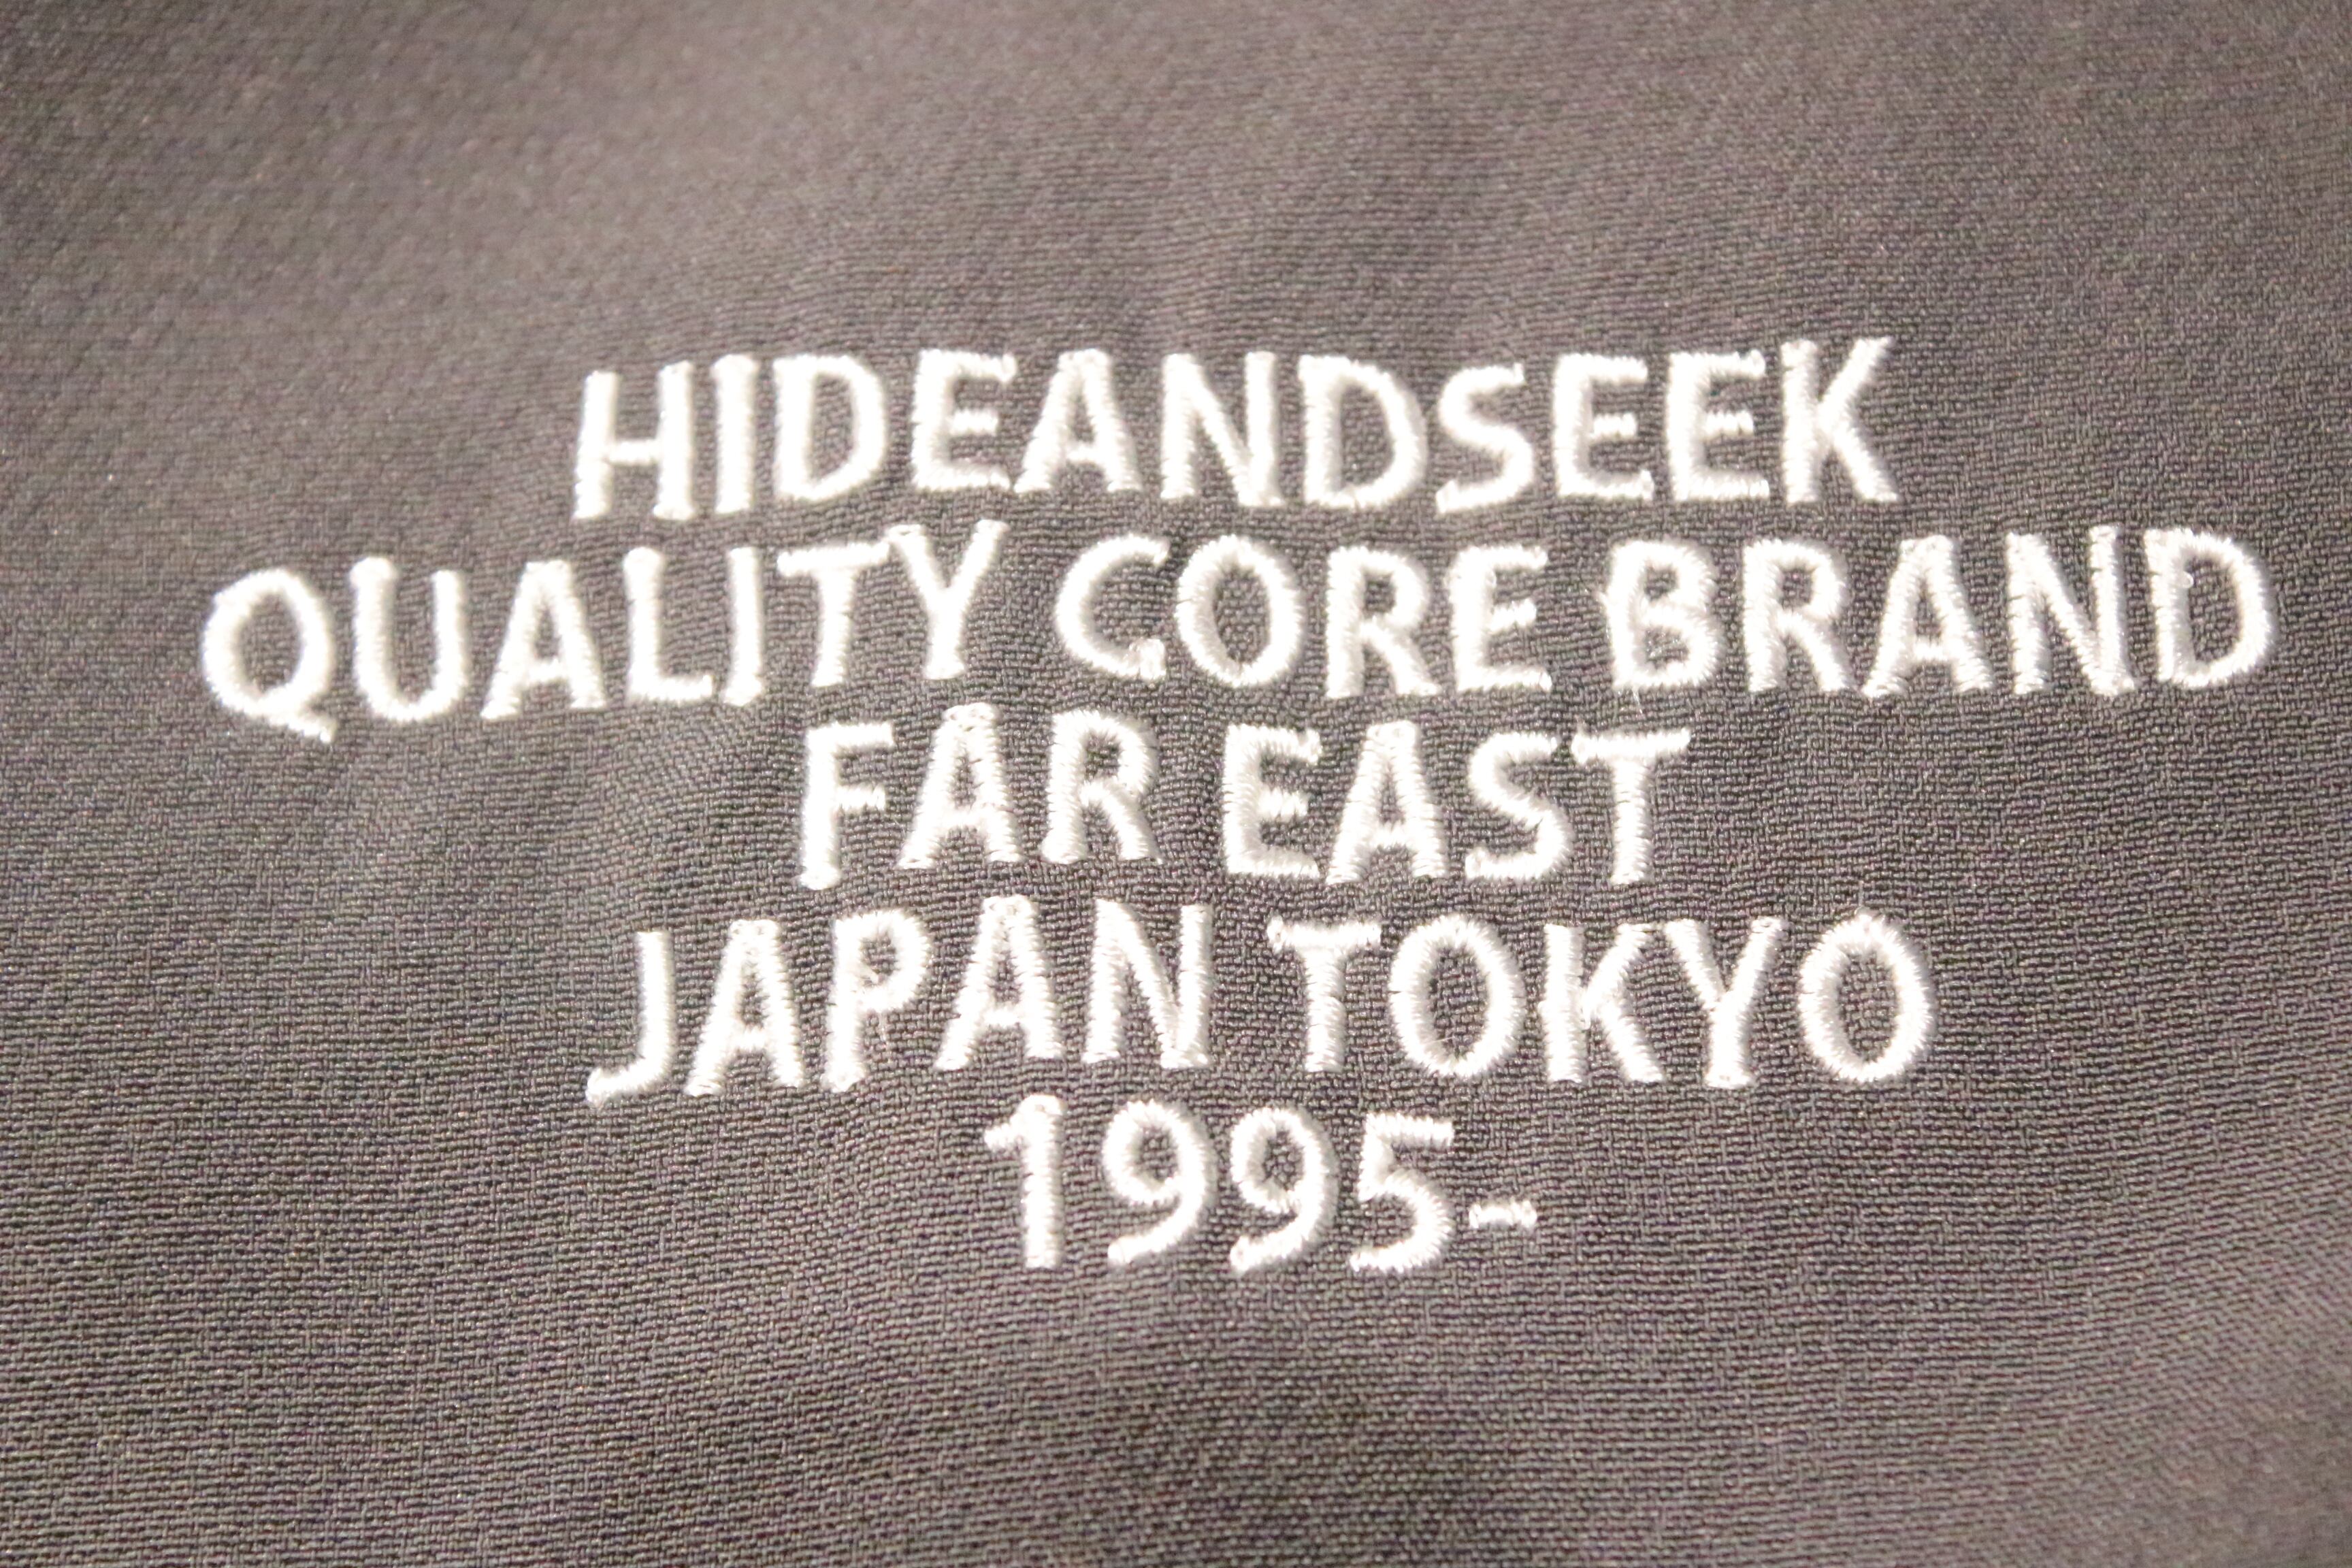 HIDEANDSEEK
QUALITY CORE BRAND
FAR EAST
JAPAN TOKYO
1995-